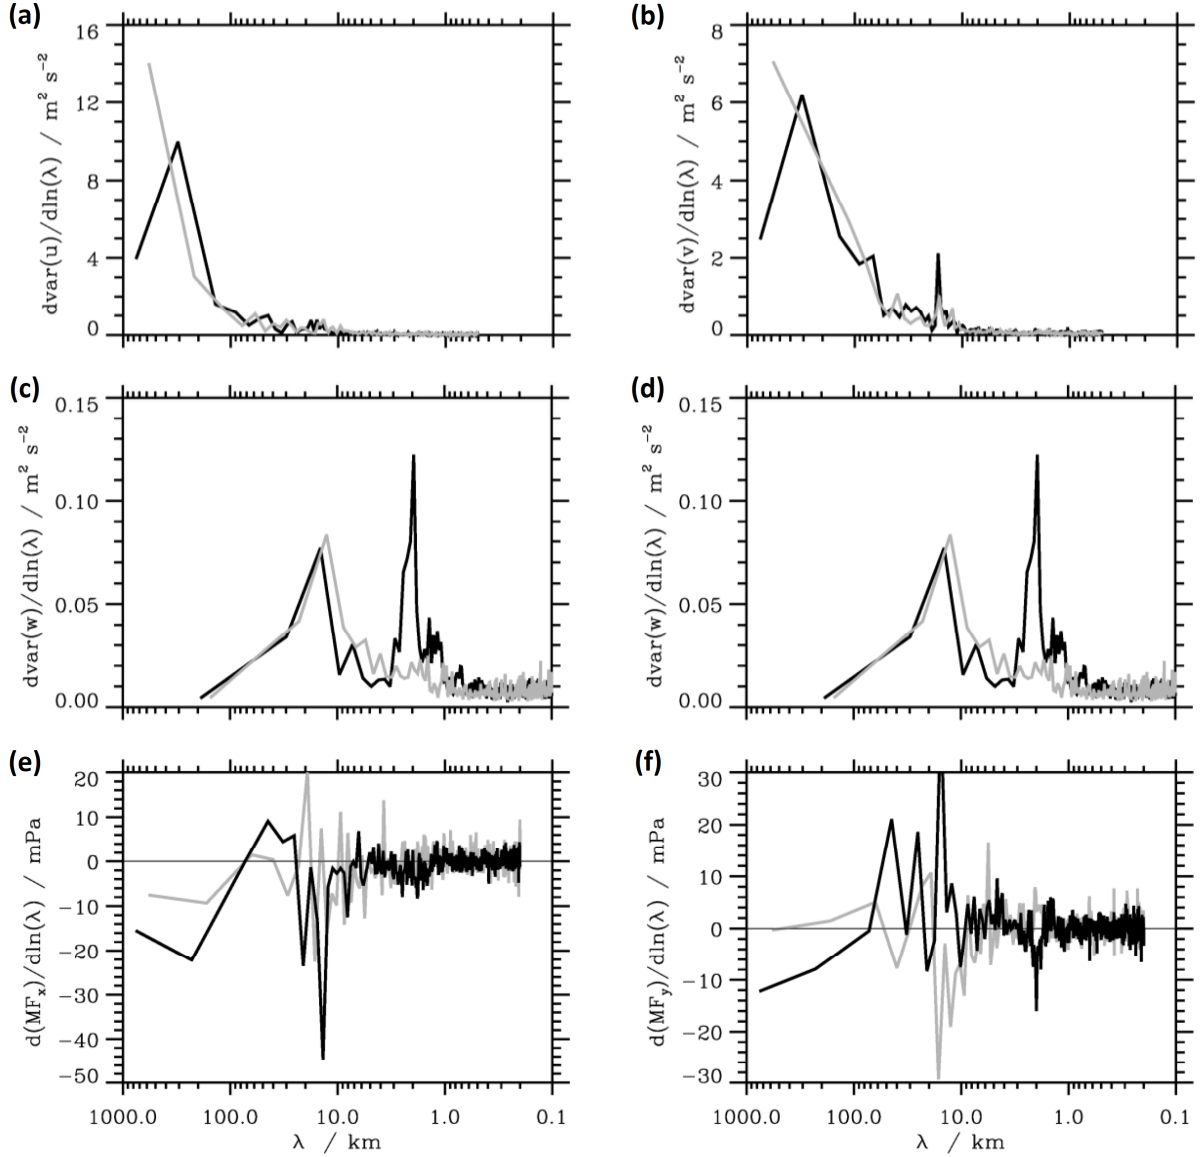 (a)
dvar(u)/dln(λ) / m² s⁻²
16
12
8
4
0
(b)
dvar(v)/dln(λ) / m² s⁻²
8
6
4
2
0
(c)
dvar(w)/dln(λ) / m² s⁻²
0.15
0.10
0.05
0.00
(d)
dvar(w)/dln(λ) / m² s⁻²
0.15
0.10
0.05
0.00
(e)
d(MFₓ)/dln(λ) / mPa
20
10
0
−10
−20
−30
−40
−50
1000.0 100.0 10.0 1.0 0.1
λ / km
(f)
d(MF_y)/dln(λ) / mPa
30
20
10
0
−10
−20
−30
1000.0 100.0 10.0 1.0 0.1
λ / km